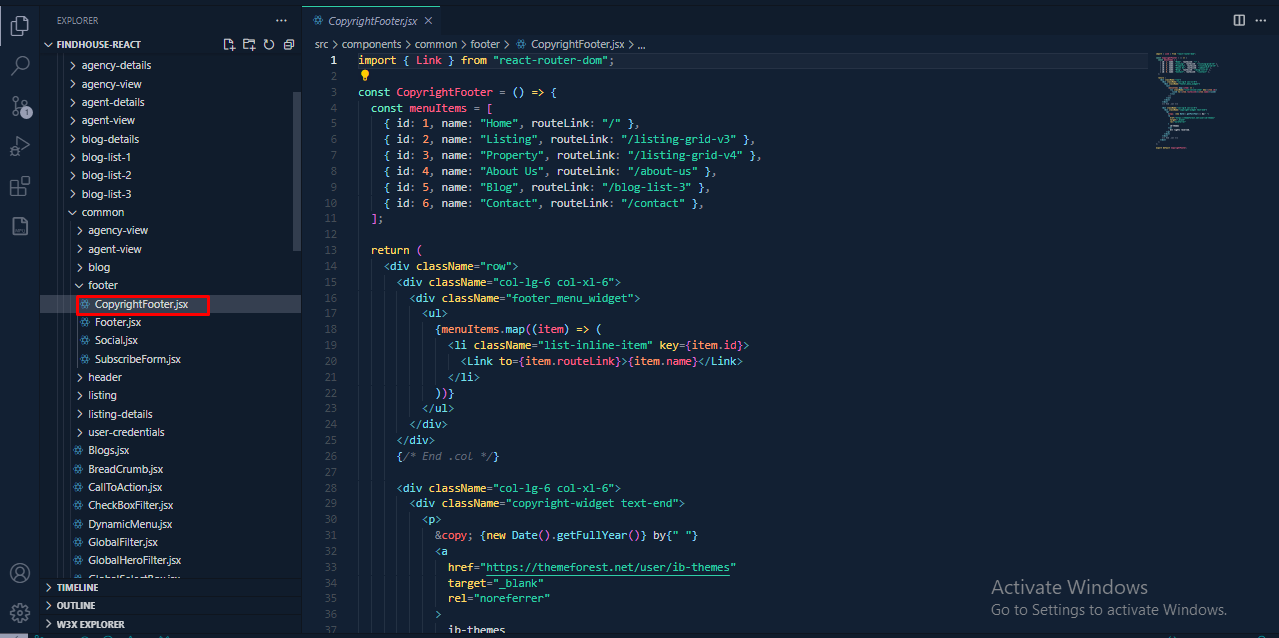 EXPLORER
FINDHOUSE-REACT
agency-details
agency-view
agent-details
agent-view
blog-details
blog-list-1
blog-list-2
blog-list-3
common
agency-view
agent-view
blog
footer
CopyrightFooter.jsx
Footer.jsx
Social.jsx
SubscribeForm.jsx
header
listing
listing-details
user-credentials
Blogs.jsx
BreadCrumb.jsx
CallToAction.jsx
CheckBoxFilter.jsx
DynamicMenu.jsx
GlobalFilter.jsx
GlobalHeroFilter.jsx
GlobalSelectBox.jsx
TIMELINE
OUTLINE
W3X EXPLORER
1
CopyrightFooter.jsx
src > components > common > footer > CopyrightFooter.jsx > ...
1 import { Link } from "react-router-dom";
2
3 const CopyrightFooter = () => {
4 const menuItems = [
5 { id: 1, name: "Home", routeLink: "/" },
6 { id: 2, name: "Listing", routeLink: "/listing-grid-v3" },
7 { id: 3, name: "Property", routeLink: "/listing-grid-v4" },
8 { id: 4, name: "About Us", routeLink: "/about-us" },
9 { id: 5, name: "Blog", routeLink: "/blog-list-3" },
10 { id: 6, name: "Contact", routeLink: "/contact" },
11 ];
12
13 return (
14 <div className="row">
15 <div className="col-lg-6 col-xl-6">
16 <div className="footer_menu_widget">
17 <ul>
18 {menuItems.map((item) => (
19 <li className="list-inline-item" key={item.id}>
20 <Link to={item.routeLink}>{item.name}</Link>
21 </li>
22 ))}
23 </ul>
24 </div>
25 </div>
26 {/* End .col */}
27
28 <div className="col-lg-6 col-xl-6">
29 <div className="copyright-widget text-end">
30 <p>
31 &copy; {new Date().getFullYear()} by{" "}
32 <a
33 href="https://themeforest.net/user/ib-themes"
34 target="_blank"
35 rel="noreferrer"
36 >
37 ib-themes
Activate Windows
Go to Settings to activate Windows.